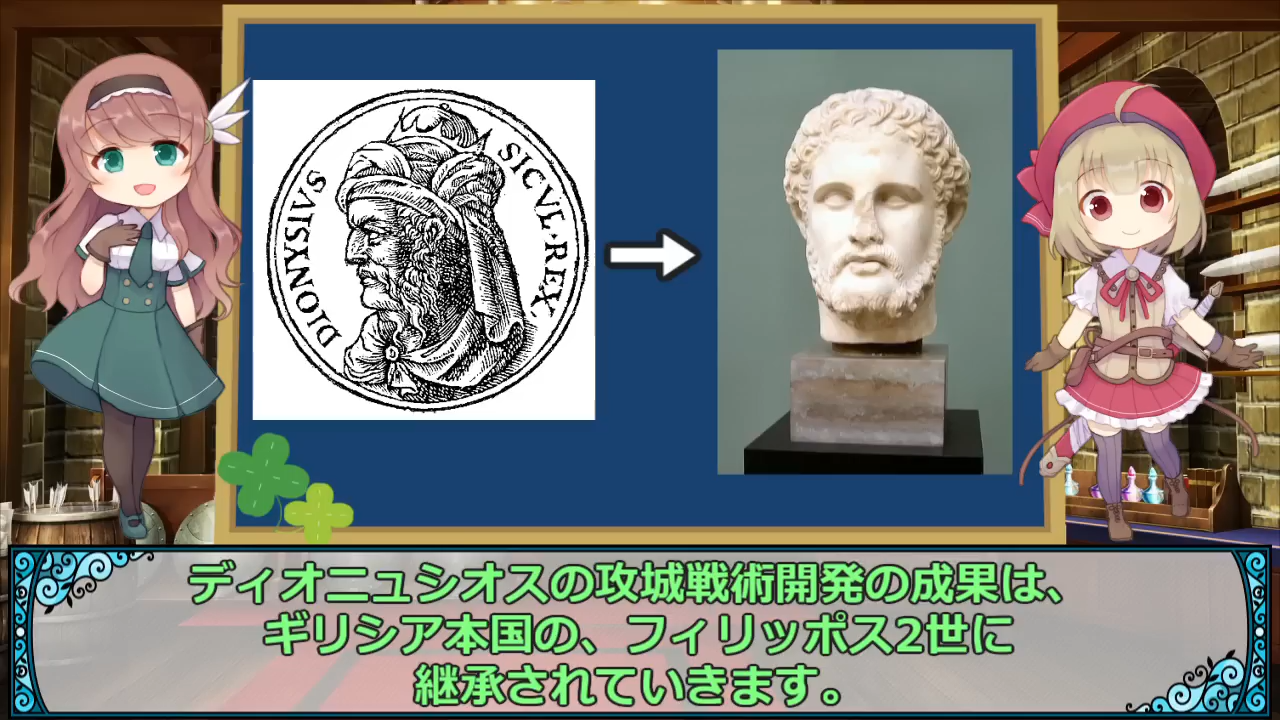 DIONYSIVS SICVL·REX
ディオニュシオスの攻城戦術開発の成果は、
ギリシア本国の、フィリッポス2世に
継承されていきます。